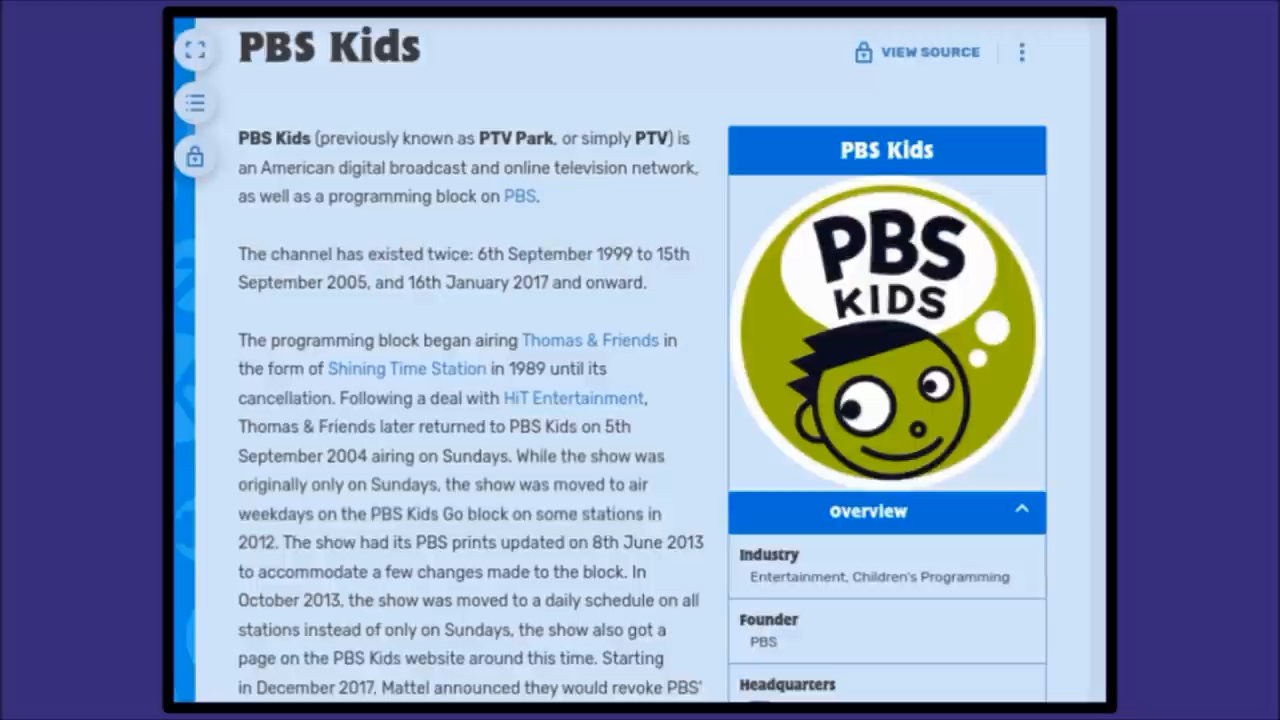 PBS Kids
VIEW SOURCE
PBS Kids (previously known as PTV Park, or simply PTV) is
an American digital broadcast and online television network,
as well as a programming block on PBS.
The channel has existed twice: 6th September 1999 to 15th
September 2005, and 16th January 2017 and onward.
The programming block began airing Thomas & Friends in
the form of Shining Time Station in 1989 until its
cancellation. Following a deal with HiT Entertainment,
Thomas & Friends later returned to PBS Kids on 5th
September 2004 airing on Sundays. While the show was
originally only on Sundays, the show was moved to air
weekdays on the PBS Kids Go block on some stations in
2012. The show had its PBS prints updated on 8th June 2013
to accommodate a few changes made to the block. In
October 2013, the show was moved to a daily schedule on all
stations instead of only on Sundays, the show also got a
page on the PBS Kids website around this time. Starting
in December 2017, Mattel announced they would revoke PBS'
PBS Kids
PBS
KIDS
Overview
Industry
Entertainment, Children's Programming
Founder
PBS
Headquarters